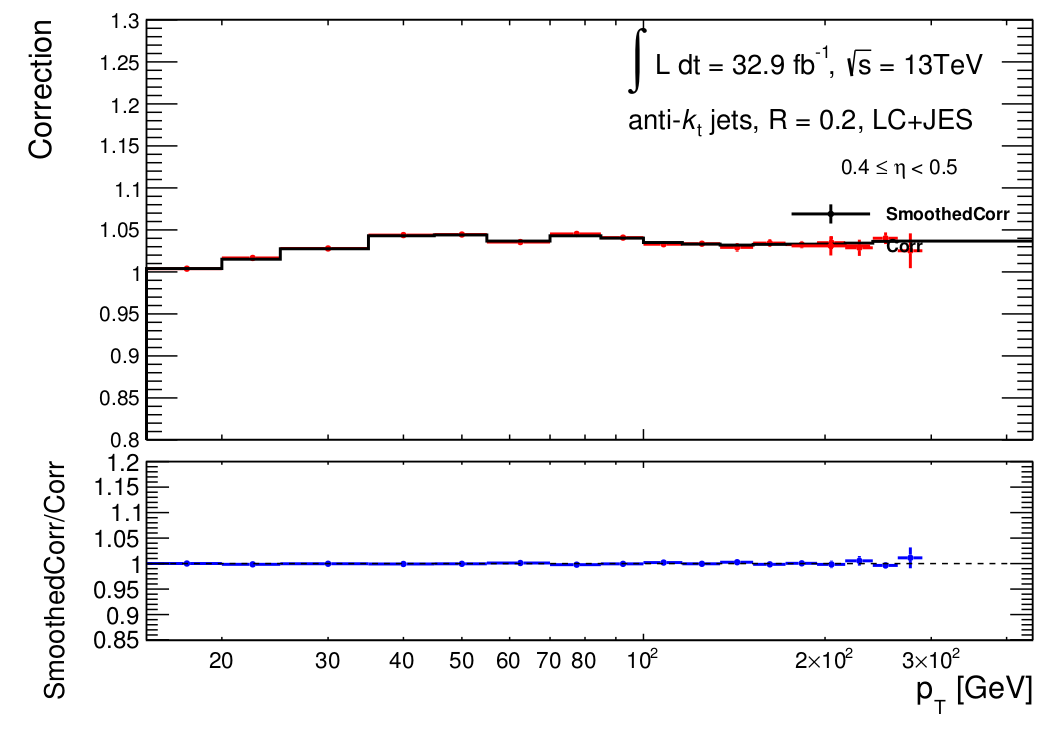 Correction
1.3
1.25
1.2
1.15
1.1
1.05
1
0.95
0.9
0.85
0.8
∫ L dt = 32.9 fb⁻¹, √s = 13TeV
anti-kₜ jets, R = 0.2, LC+JES
0.4 ≤ η < 0.5
SmoothedCorr
Corr
SmoothedCorr/Corr
1.2
1.15
1.1
1.05
1
0.95
0.9
0.85
20 30 40 50 60 70 80 10² 2×10² 3×10²
p_T [GeV]